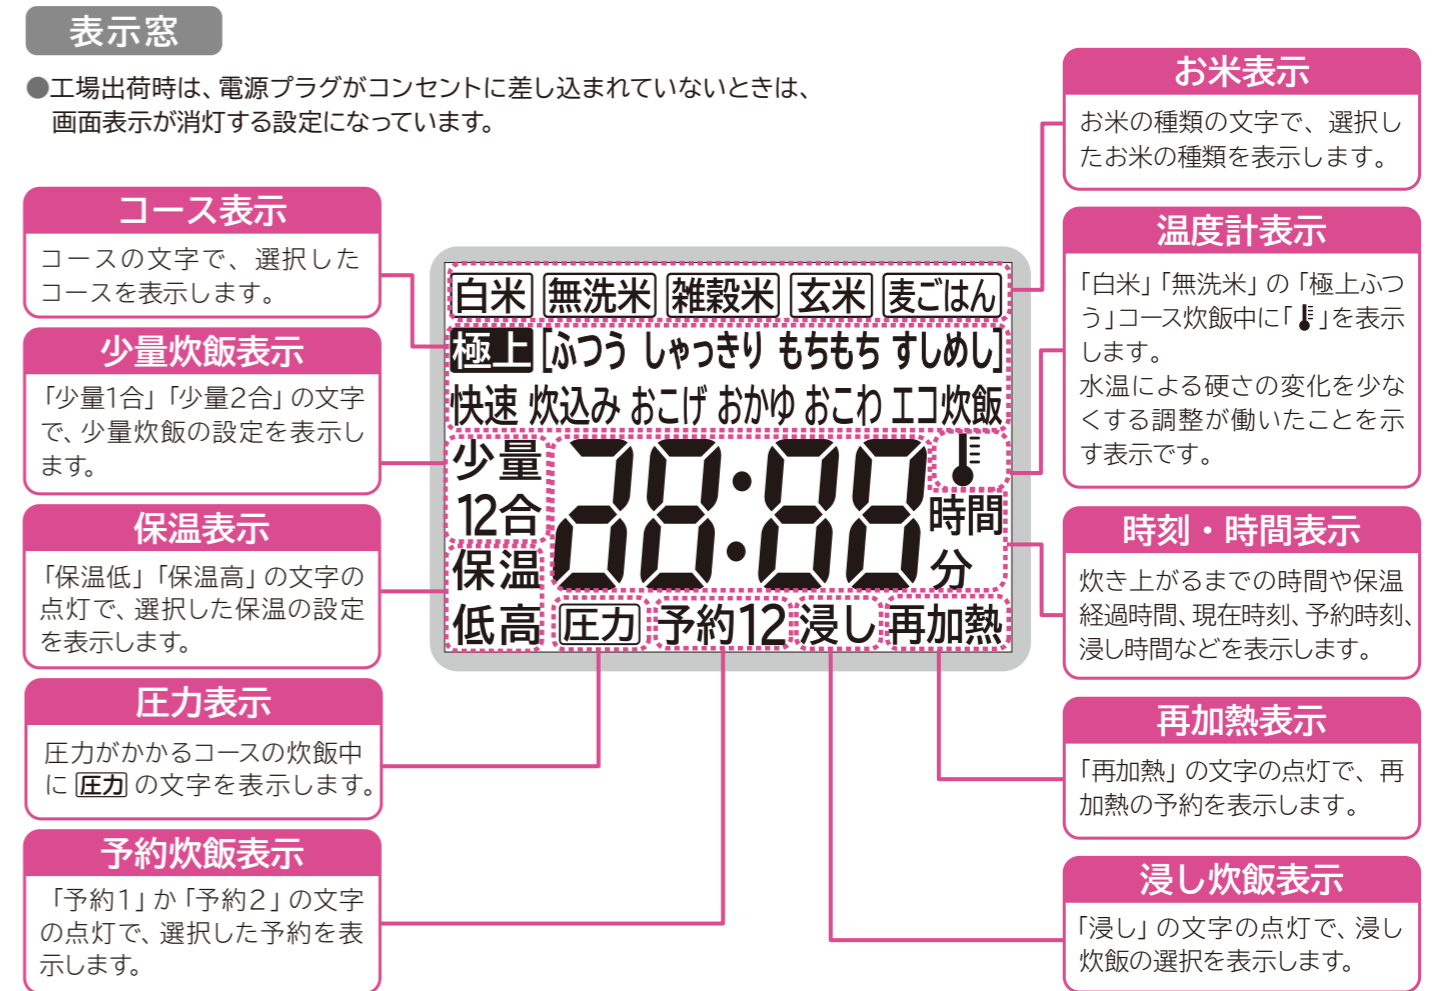 表示窓
●工場出荷時は、電源プラグがコンセントに差し込まれていないときは、
画面表示が消灯する設定になっています。
コース表示
コースの文字で、選択した
コースを表示します。
少量炊飯表示
「少量1合」「少量2合」の文字
で、少量炊飯の設定を表示し
ます。
保温表示
「保温低」「保温高」の文字の
点灯で、選択した保温の設定
を表示します。
圧力表示
圧力がかかるコースの炊飯中
に圧力の文字を表示します。
予約炊飯表示
「予約1」か「予約2」の文字
の点灯で、選択した予約を表
示します。
白米 無洗米 雑穀米 玄米 麦ごはん
極上[ふつう しゃっきり もちもち すしめし]
快速 炊込み おこげ おかゆ おこわ エコ炊飯
少量
12合
保温
低高
28:88
時間
分
圧力 予約12 浸し 再加熱
お米表示
お米の種類の文字で、選択し
たお米の種類を表示します。
温度計表示
「白米」「無洗米」の「極上ふつ
う」コース炊飯中に「🌡」を表示
します。
水温による硬さの変化を少な
くする調整が働いたことを示
す表示です。
時刻・時間表示
炊き上がるまでの時間や保温
経過時間、現在時刻、予約時刻、
浸し時間などを表示します。
再加熱表示
「再加熱」の文字の点灯で、再
加熱の予約を表示します。
浸し炊飯表示
「浸し」の文字の点灯で、浸し
炊飯の選択を表示します。